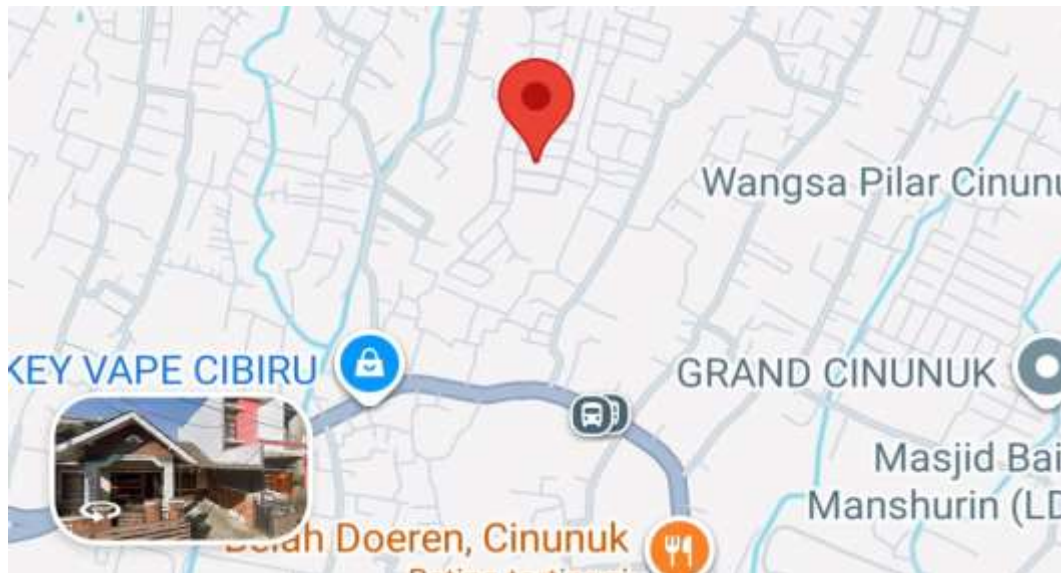 Wangsa Pilar Cinunu
KEY VAPE CIBIRU
GRAND CINUNUK
Masjid Bai
Manshurin (LD
Doeren, Cinunuk